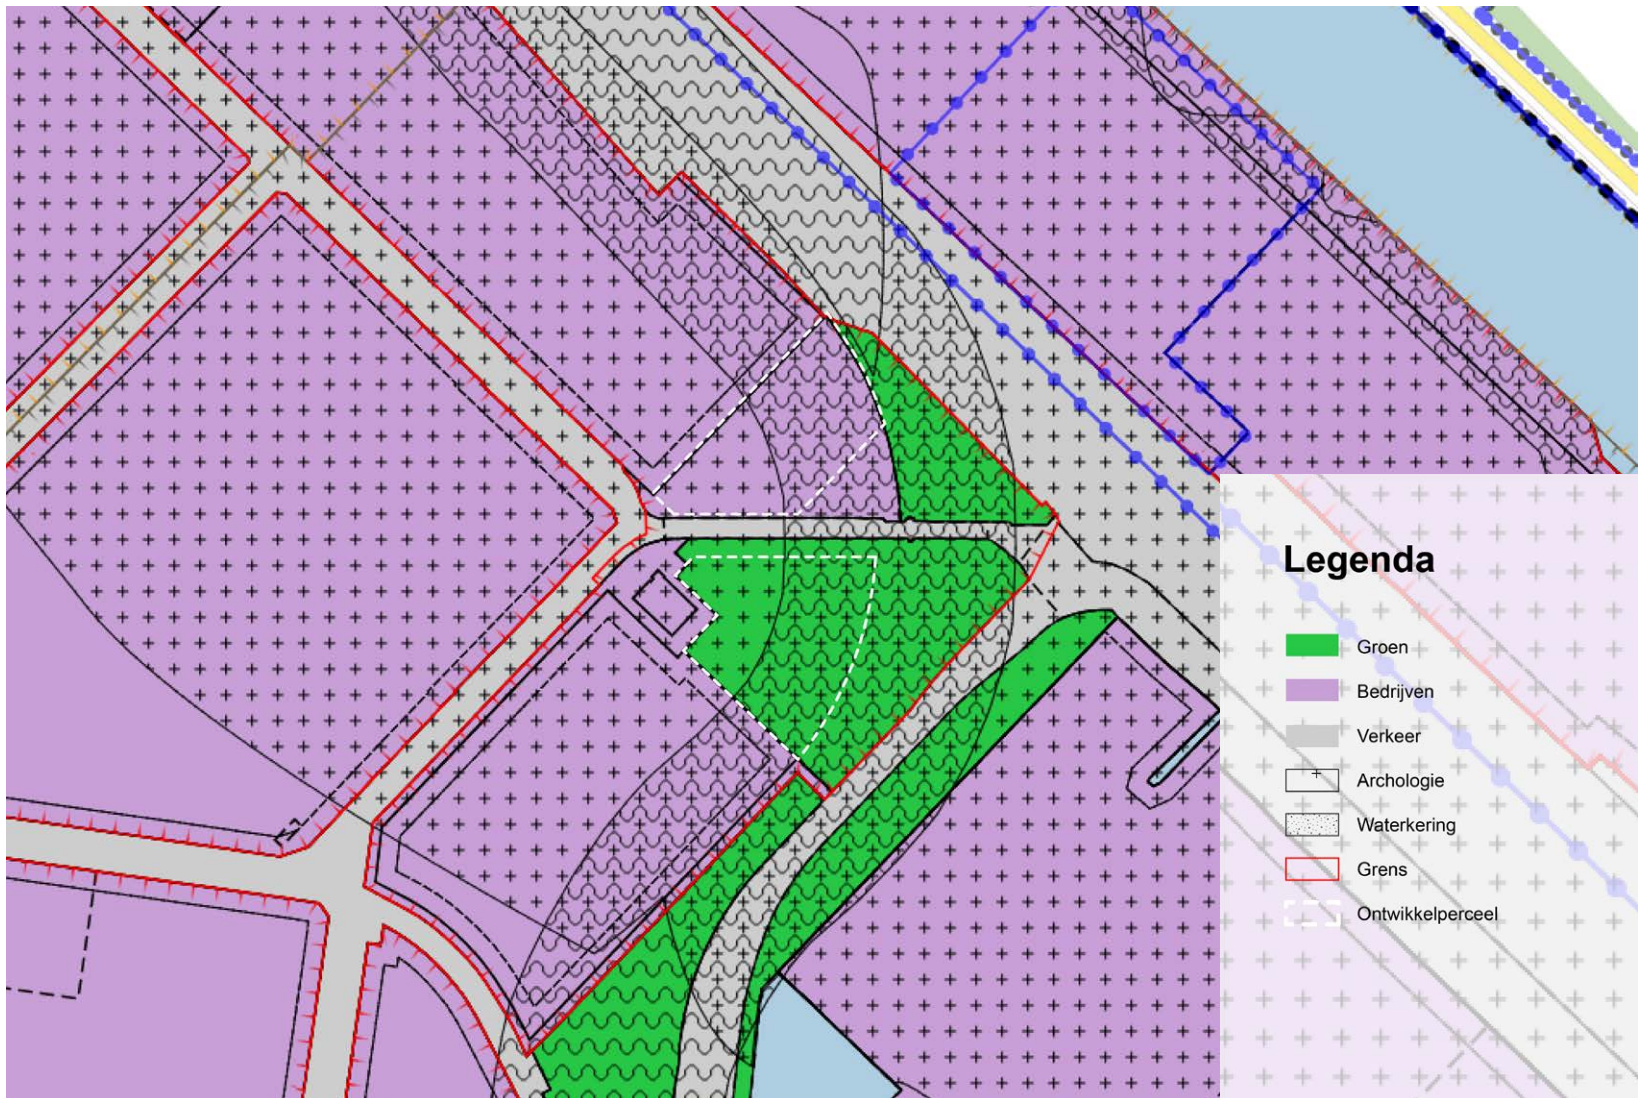 Legenda
Groen
Bedrijven
Verkeer
Archologie
Waterkering
Grens
Ontwikkelperceel